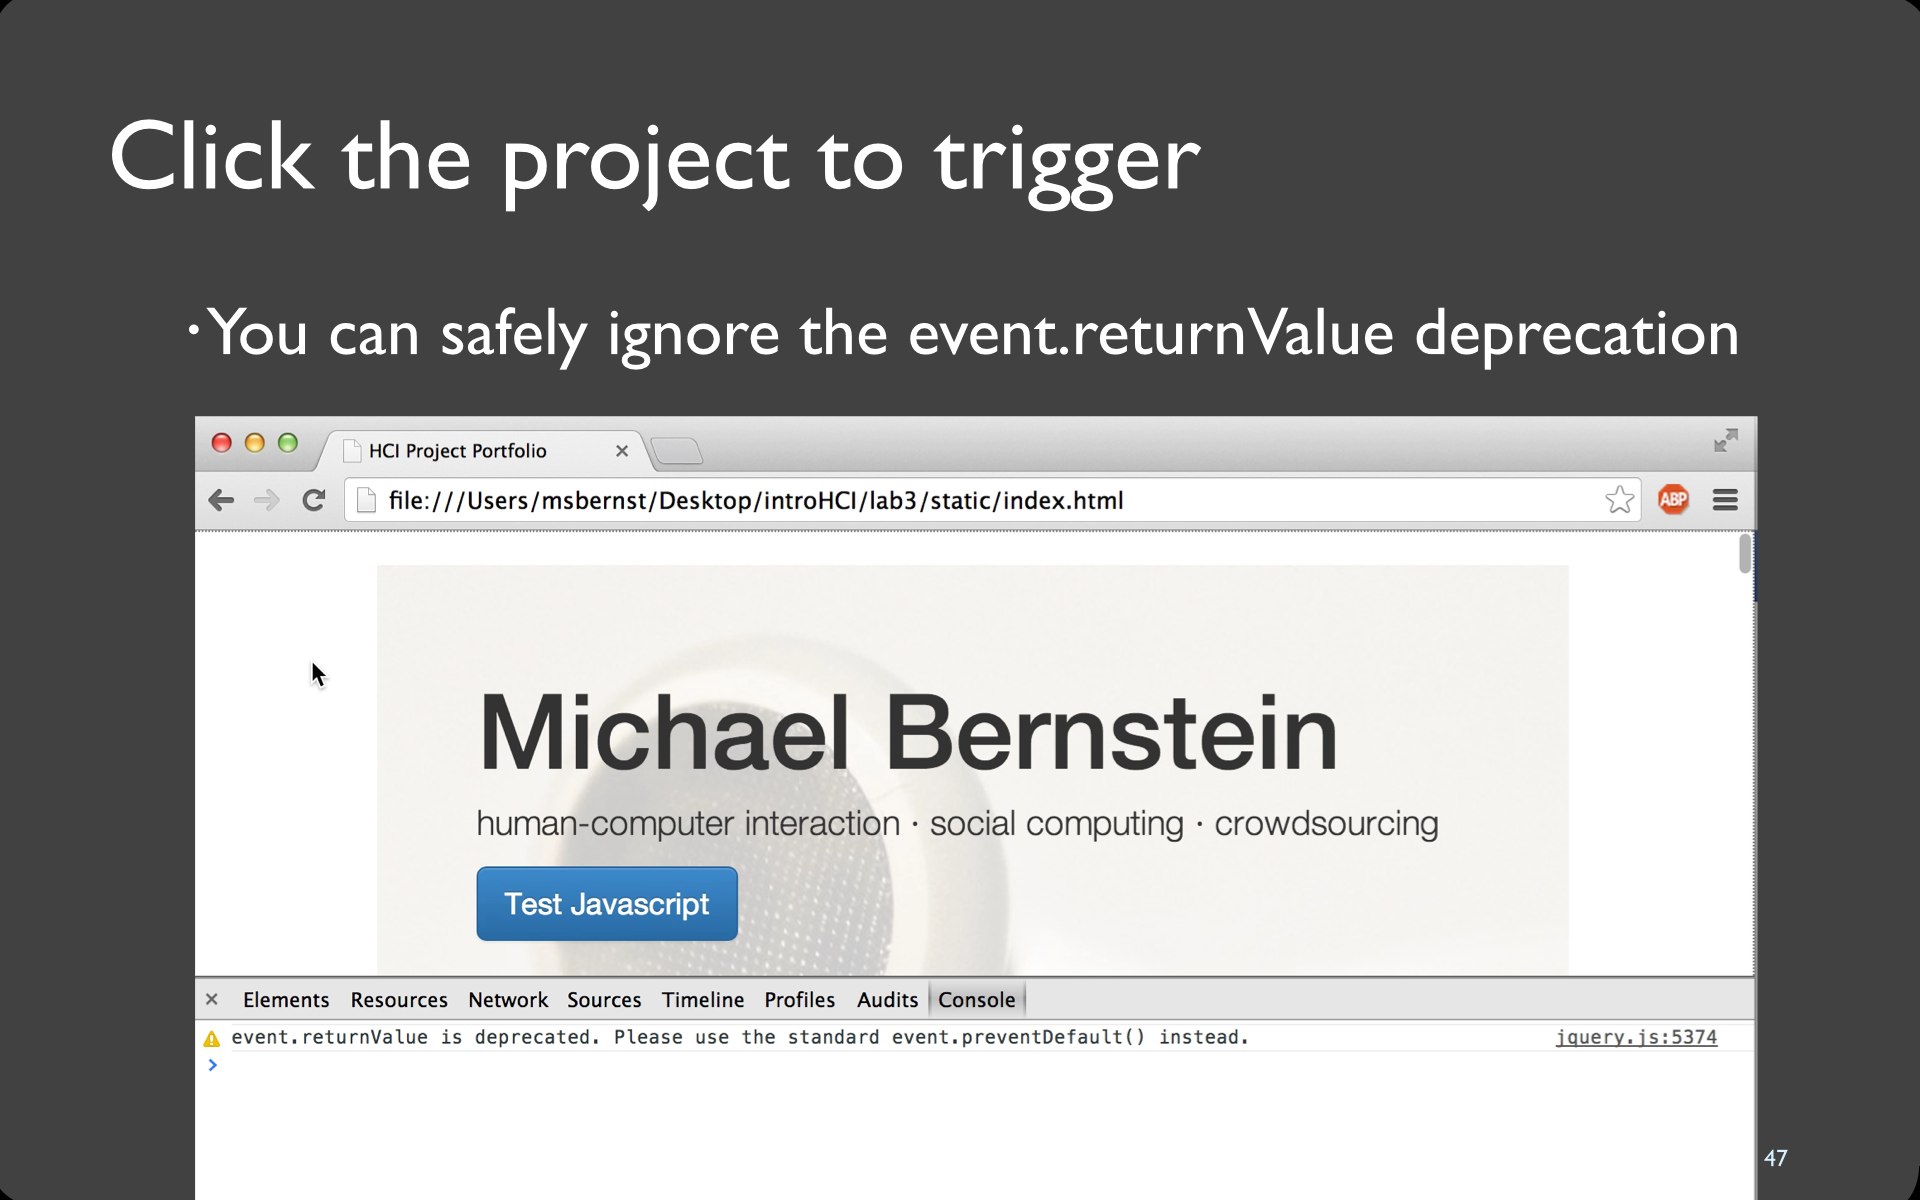 Click the project to trigger
· You can safely ignore the event.returnValue deprecation
HCI Project Portfolio
file:///Users/msbernst/Desktop/introHCI/lab3/static/index.html
ABP
Michael Bernstein
human-computer interaction · social computing · crowdsourcing
Test Javascript
Elements Resources Network Sources Timeline Profiles Audits Console
event.returnValue is deprecated. Please use the standard event.preventDefault() instead. jquery.js:5374
>
47